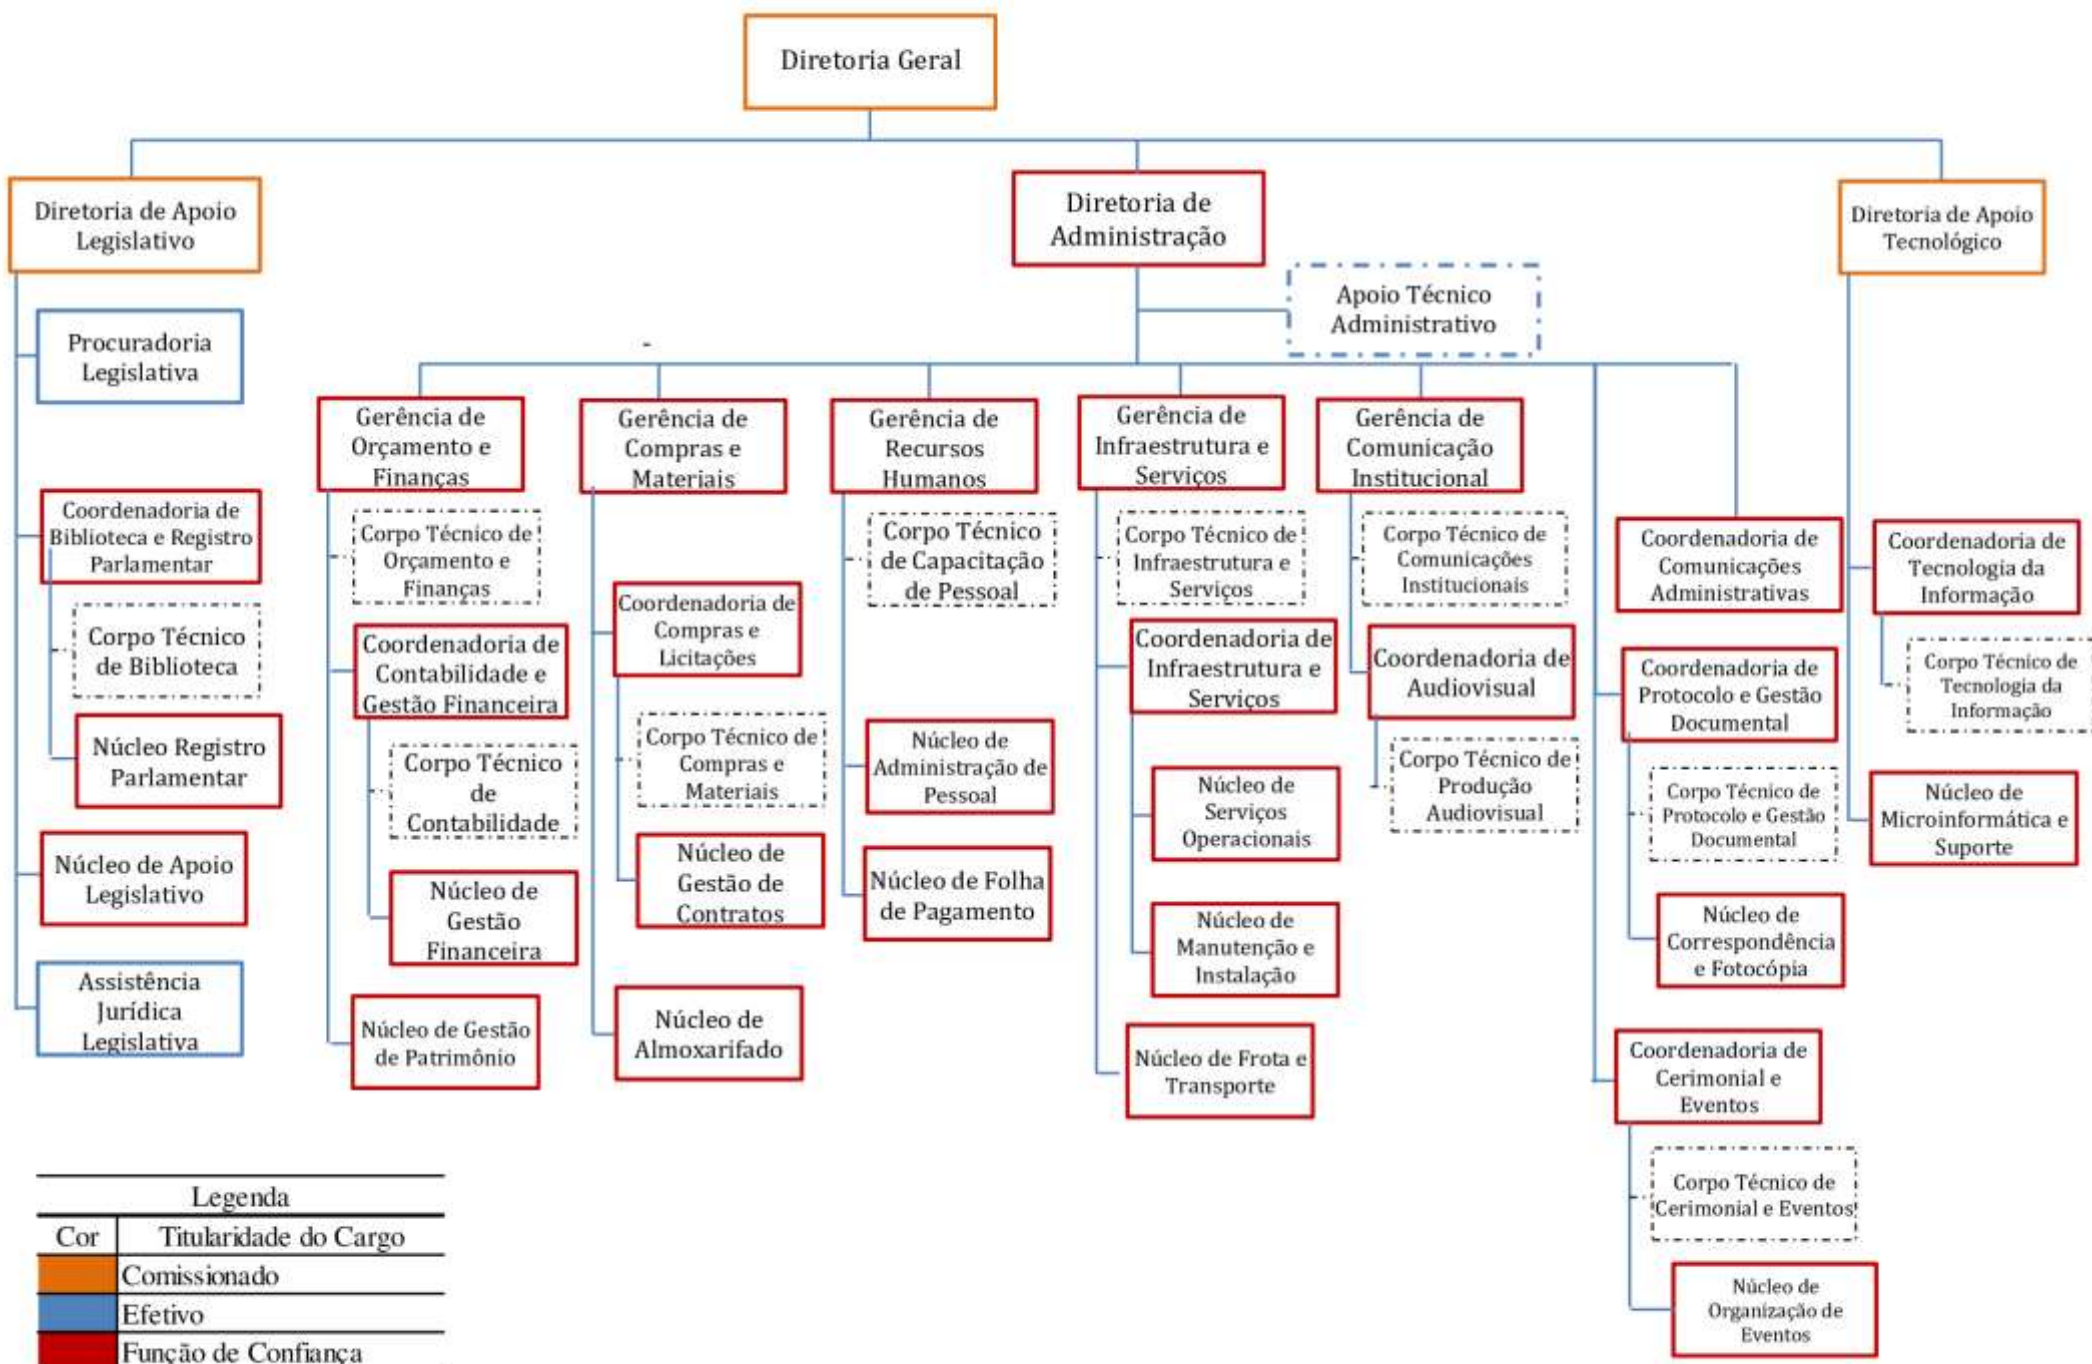 Diretoria Geral
Diretoria de Apoio
Legislativo
Diretoria de
Administração
Diretoria de Apoio
Tecnológico
Apoio Técnico
Administrativo
Procuradoria
Legislativa
-
Coordenadoria de
Biblioteca e Registro
Parlamentar
Corpo Técnico
de Biblioteca
Núcleo Registro
Parlamentar
Núcleo de Apoio
Legislativo
Assistência
Jurídica
Legislativa
Gerência de
Orçamento e
Finanças
Corpo Técnico de
Orçamento e
Finanças
Coordenadoria de
Contabilidade e
Gestão Financeira
Corpo Técnico
de
Contabilidade
Núcleo de
Gestão
Financeira
Núcleo de Gestão
de Patrimônio
Gerência de
Compras e
Materiais
Coordenadoria de
Compras e
Licitações
Corpo Técnico de
Compras e
Materiais
Núcleo de
Gestão de
Contratos
Núcleo de
Almoxarifado
Gerência de
Recursos
Humanos
Corpo Técnico
de Capacitação
de Pessoal
Núcleo de
Administração de
Pessoal
Núcleo de Folha
de Pagamento
Gerência de
Infraestrutura e
Serviços
Corpo Técnico de
Infraestrutura e
Serviços
Coordenadoria de
Infraestrutura e
Serviços
Núcleo de
Serviços
Operacionais
Núcleo de
Manutenção e
Instalação
Núcleo de Frota e
Transporte
Gerência de
Comunicação
Institucional
Corpo Técnico de
Comunicações
Institucionais
Coordenadoria de
Audiovisual
Corpo Técnico de
Produção
Audiovisual
Coordenadoria de
Comunicações
Administrativas
Coordenadoria de
Protocolo e Gestão
Documental
Corpo Técnico de
Protocolo e Gestão
Documental
Núcleo de
Correspondência
e Fotocópia
Coordenadoria de
Cerimonial e
Eventos
Corpo Técnico de
Cerimonial e Eventos
Núcleo de
Organização de
Eventos
Coordenadoria de
Tecnologia da
Informação
Corpo Técnico de
Tecnologia da
Informação
Núcleo de
Microinformática e
Suporte
Legenda
Cor Titularidade do Cargo
Comissionado
Efetivo
Função de Confiança